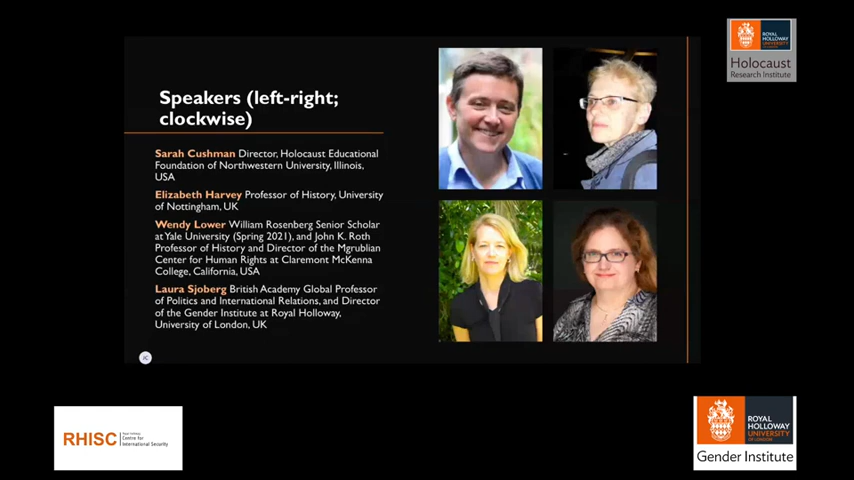 Speakers (left-right;
clockwise)
Sarah Cushman Director, Holocaust Educational
Foundation of Northwestern University, Illinois,
USA
Elizabeth Harvey Professor of History, University
of Nottingham, UK
Wendy Lower William Rosenberg Senior Scholar
at Yale University (Spring 2021), and John K. Roth
Professor of History and Director of the Mgrublian
Center for Human Rights at Claremont McKenna
College, California, USA
Laura Sjoberg British Academy Global Professor
of Politics and International Relations, and Director
of the Gender Institute at Royal Holloway,
University of London, UK
JC
ROYAL
HOLLOWAY
UNIVERSITY
OF LONDON
Holocaust
Research Institute
RHISC
Royal Holloway
Centre for
International Security
ROYAL
HOLLOWAY
UNIVERSITY
OF LONDON
Gender Institute